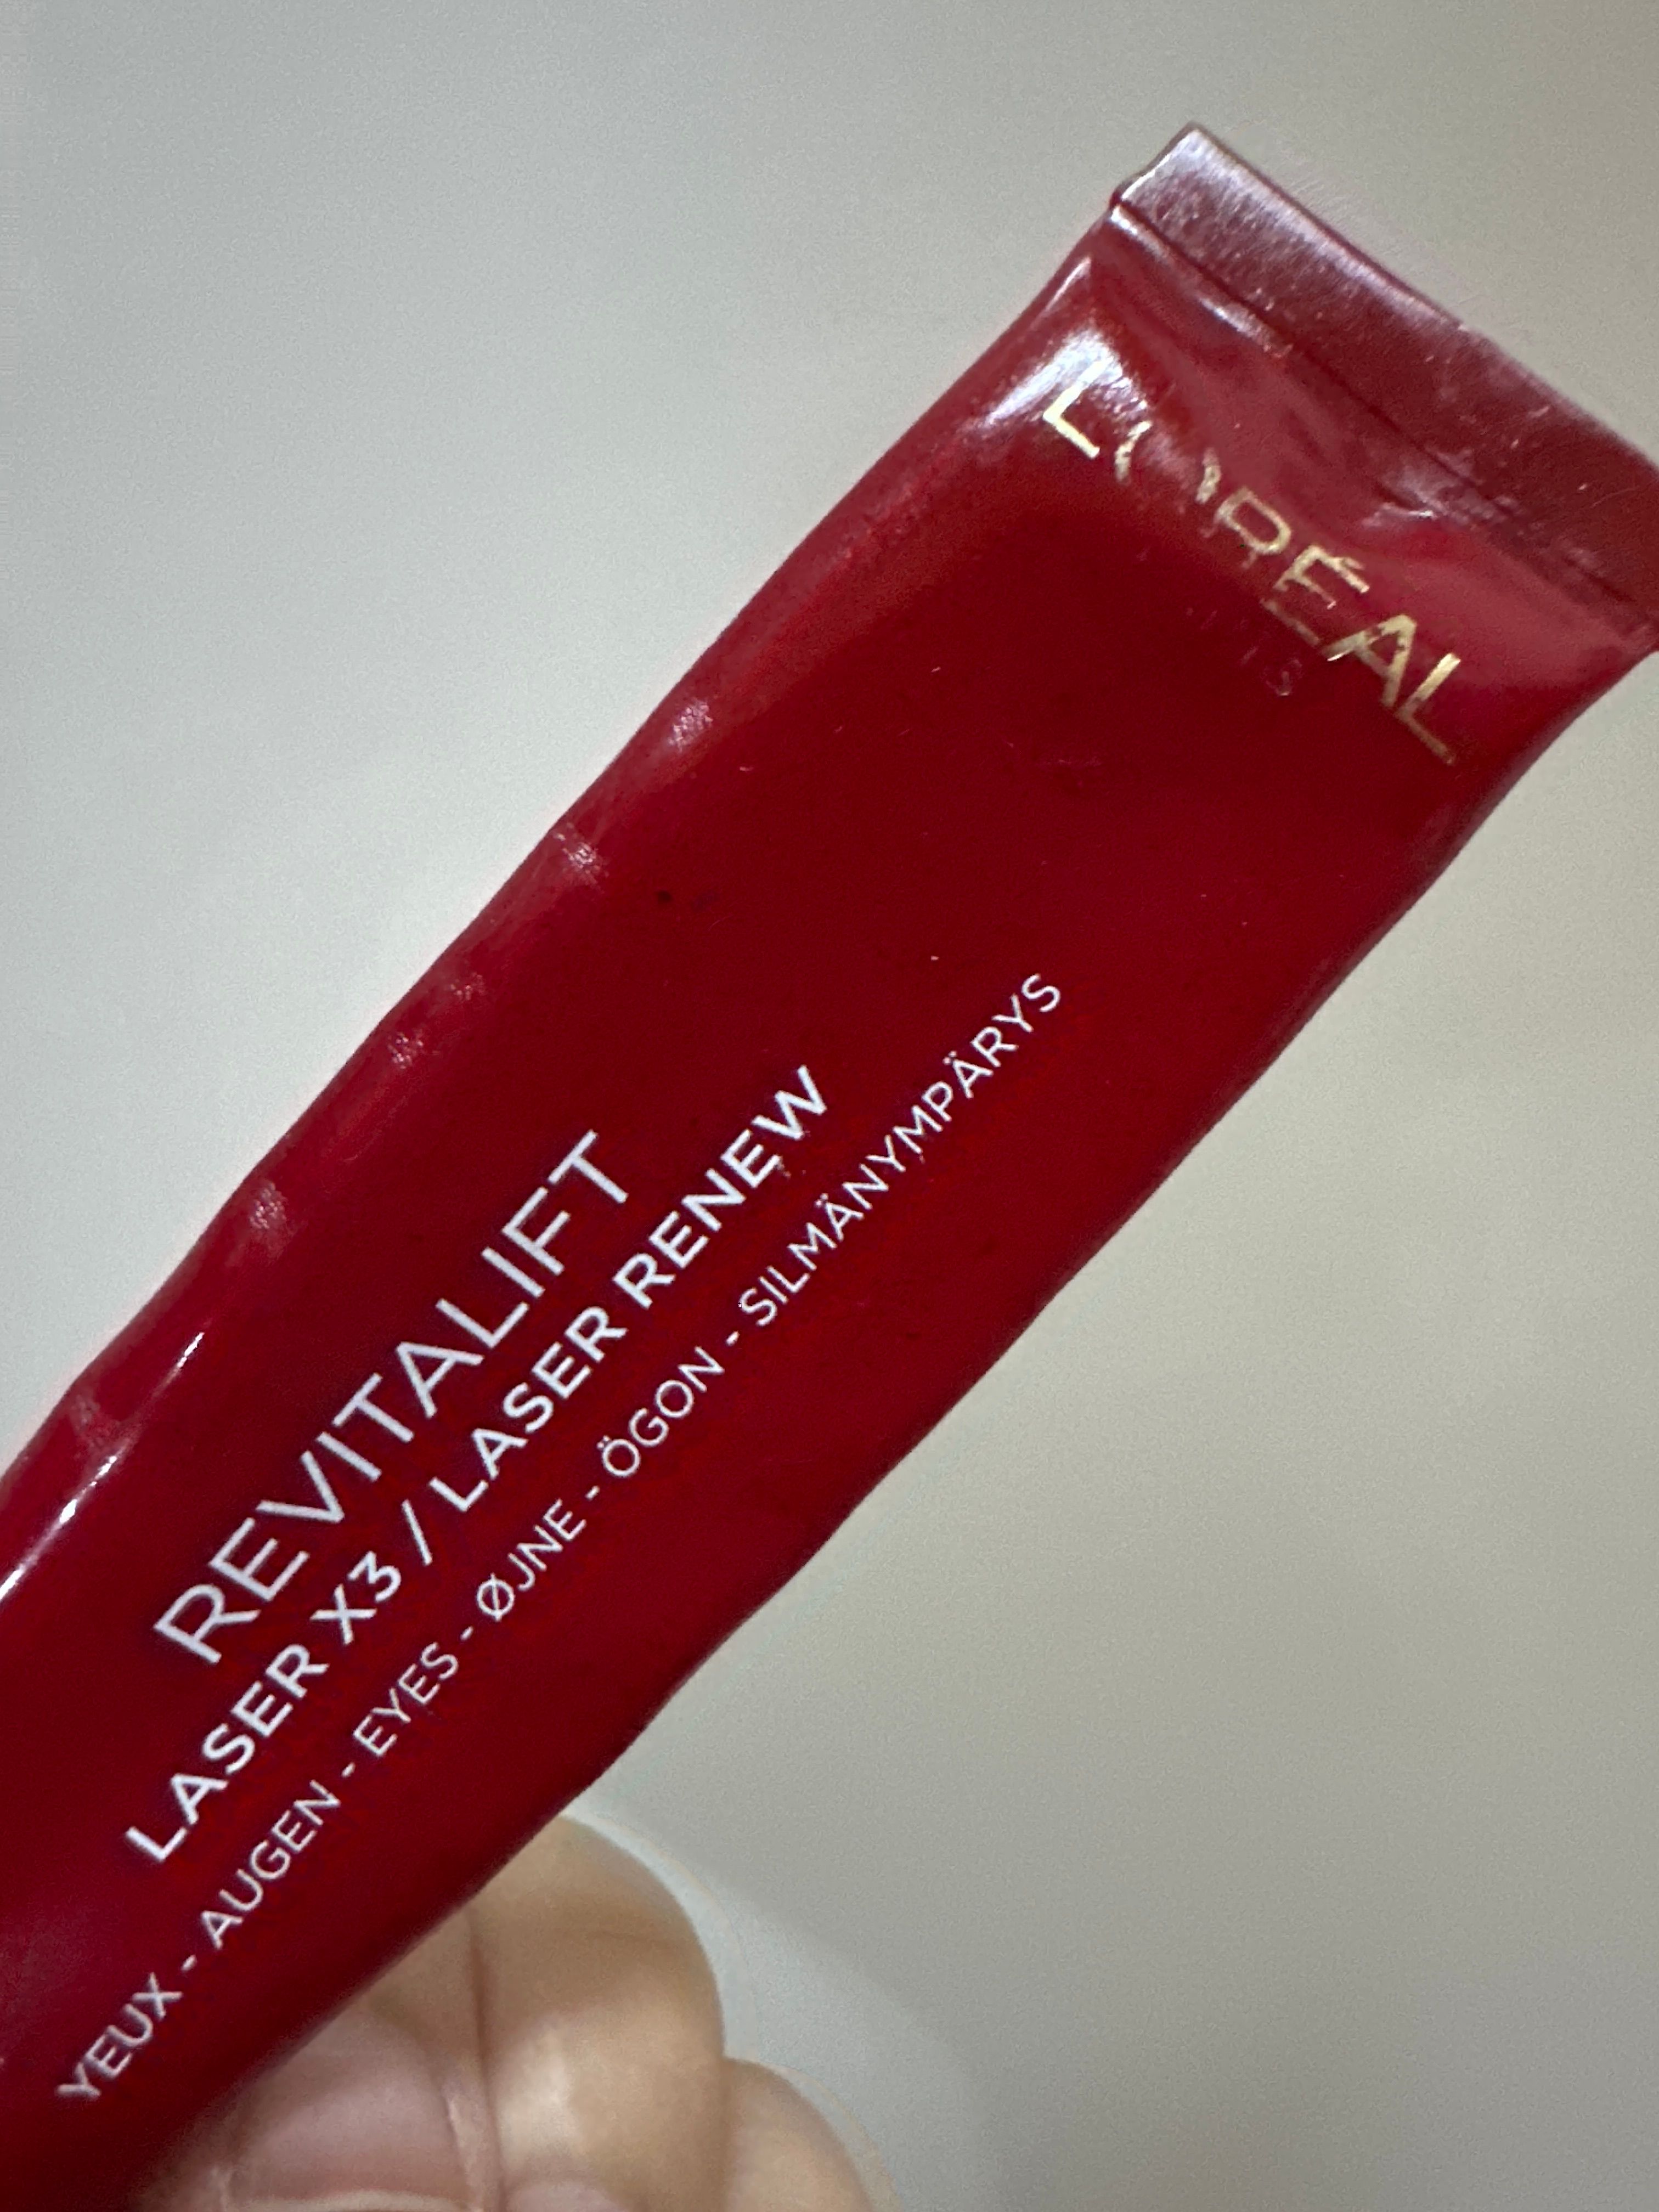 L'ORÉAL
REVITALIFT
LASER X3 / LASER RENEW
YEUX - AUGEN - EYES - ØJNE - ÖGON - SILMÄNYMPÄRYS